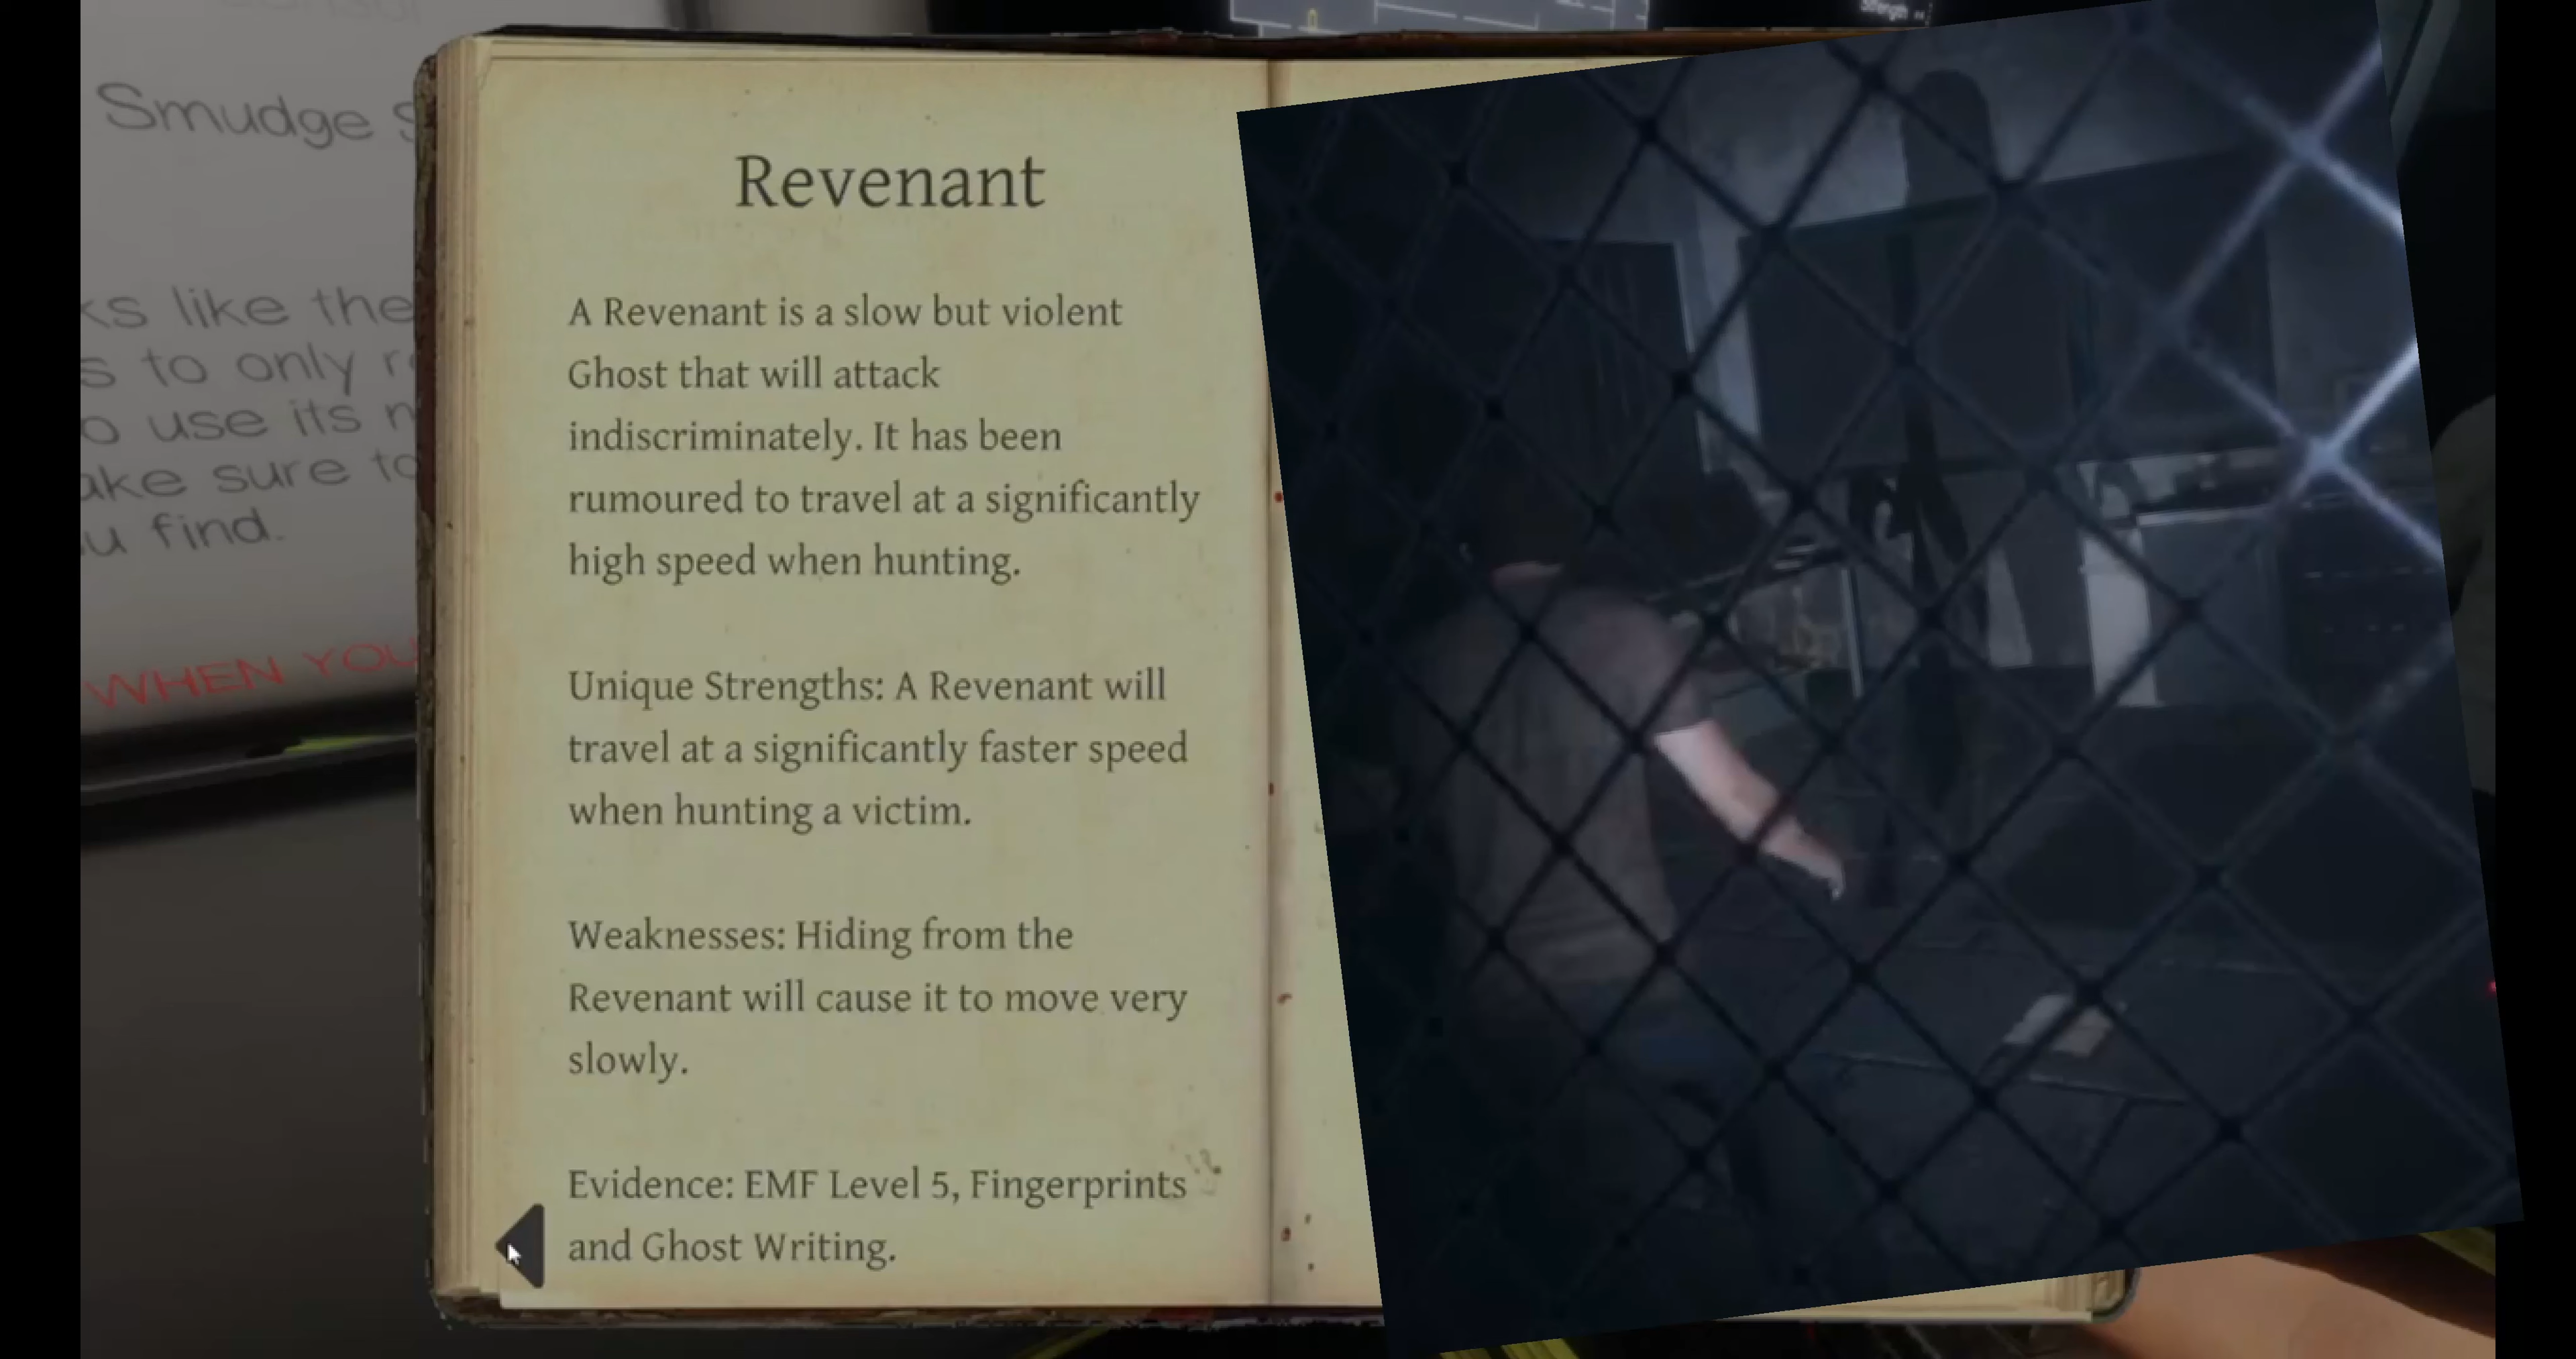 Smudge
Strength
ks like the
s to only
o use its
ake sure to
u find.
WHEN YOU
Revenant
A Revenant is a slow but violent
Ghost that will attack
indiscriminately. It has been
rumoured to travel at a significantly
high speed when hunting.
Unique Strengths: A Revenant will
travel at a significantly faster speed
when hunting a victim.
Weaknesses: Hiding from the
Revenant will cause it to move very
slowly.
Evidence: EMF Level 5, Fingerprints
and Ghost Writing.